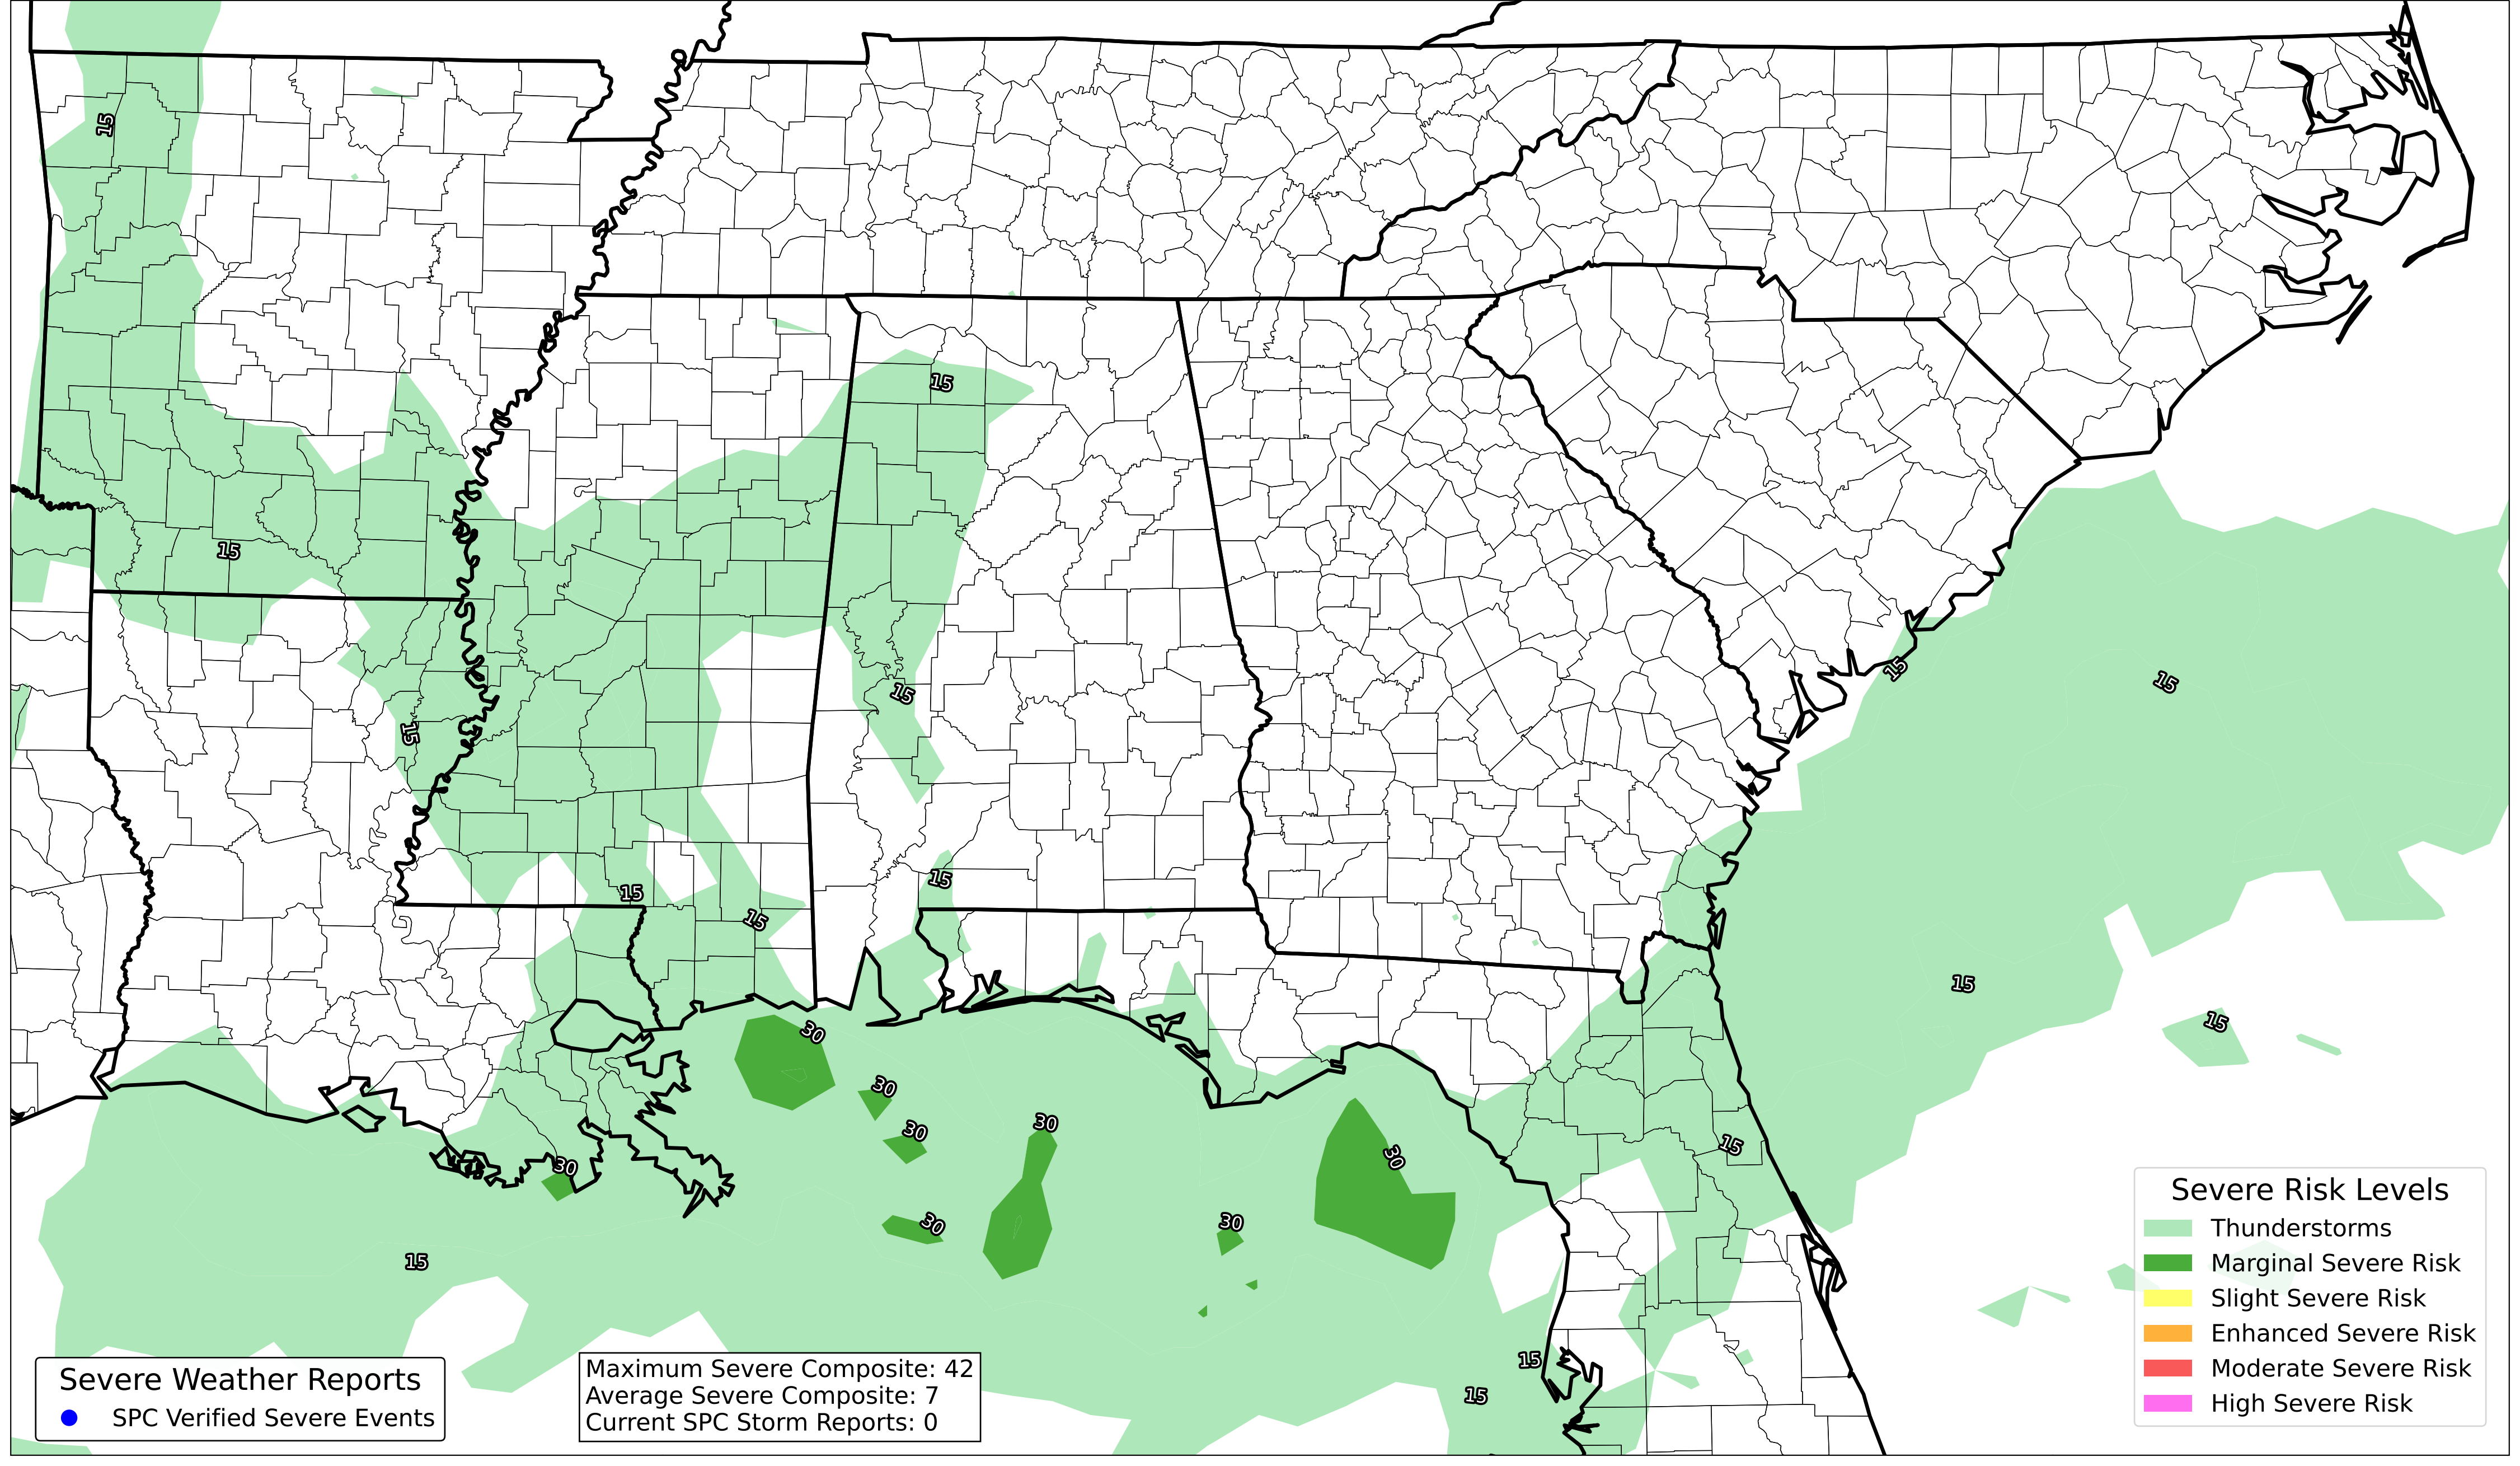 15
15
15
15
15
15
15
15
15
15
15
30
15
30
30
30
15
30
15
30
30
15
15
15
Severe Risk Levels
Thunderstorms
Marginal Severe Risk
Slight Severe Risk
Enhanced Severe Risk
Moderate Severe Risk
High Severe Risk
Severe Weather Reports
SPC Verified Severe Events
Maximum Severe Composite: 42
Average Severe Composite: 7
Current SPC Storm Reports: 0